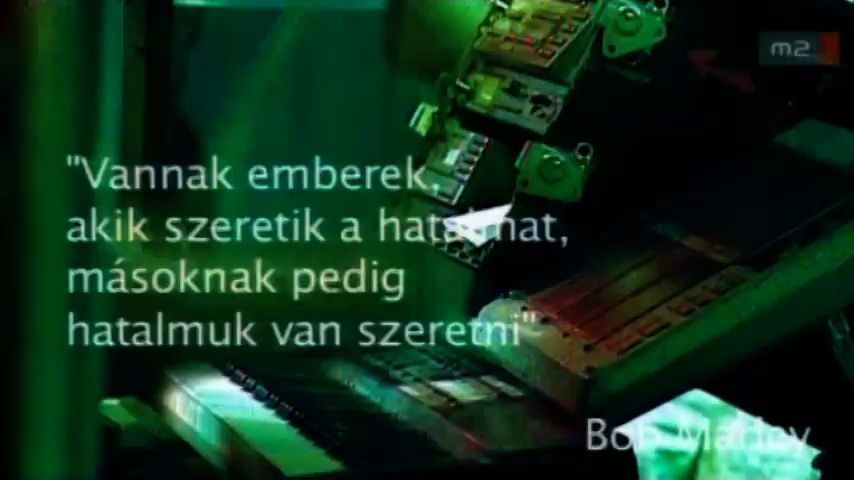 m2
"Vannak emberek,
akik szeretik a hatalmat,
másoknak pedig
hatalmuk van szeretni"
Bob Marley